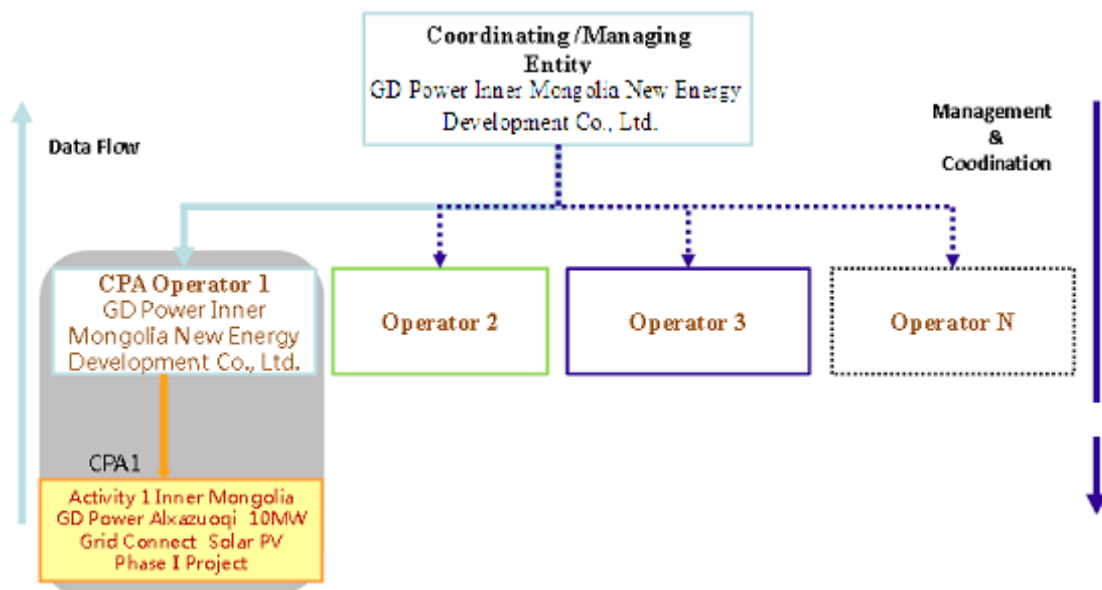 Coordinating /Managing
Entity
GD Power Inner Mongolia New Energy
Development Co., Ltd.
Data Flow
Management
&
Coodination
CPA Operator 1
GD Power Inner
Mongolia New Energy
Development Co., Ltd.
Operator 2
Operator 3
Operator N
CPA1
Activity 1 Inner Mongolia
GD Power Alxazuoqi 10MW
Grid Connect Solar PV
Phase I Project